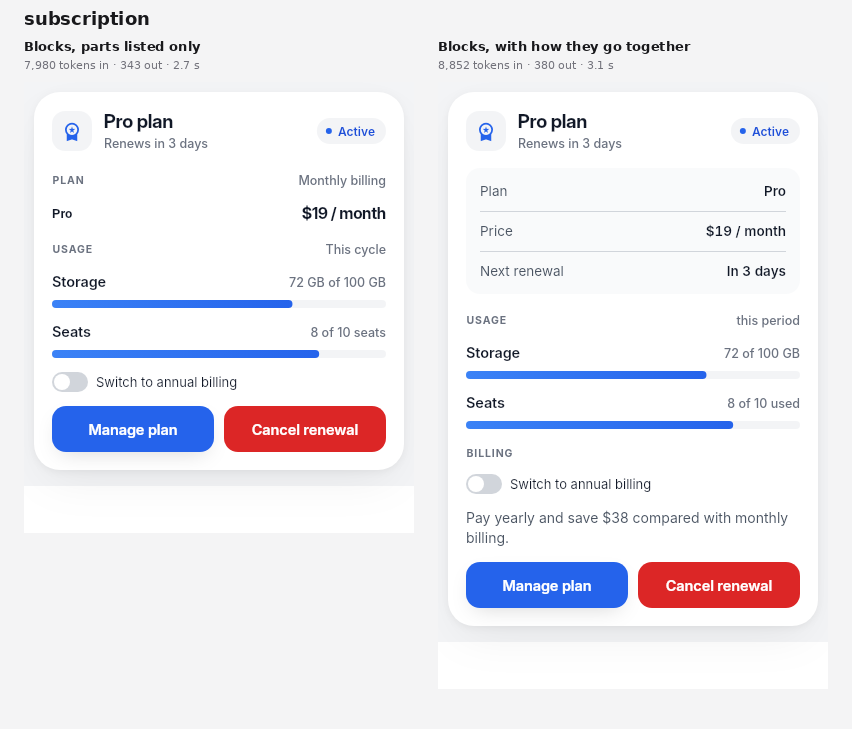 subscription
Blocks, parts listed only
7,980 tokens in · 343 out · 2.7 s
Pro plan
Renews in 3 days
Active
PLAN
Monthly billing
Pro
$19 / month
USAGE
This cycle
Storage
72 GB of 100 GB
Seats
8 of 10 seats
Switch to annual billing
Manage plan
Cancel renewal
Blocks, with how they go together
8,852 tokens in · 380 out · 3.1 s
Pro plan
Renews in 3 days
Active
Plan
Pro
Price
$19 / month
Next renewal
In 3 days
USAGE
this period
Storage
72 of 100 GB
Seats
8 of 10 used
BILLING
Switch to annual billing
Pay yearly and save $38 compared with monthly
billing.
Manage plan
Cancel renewal